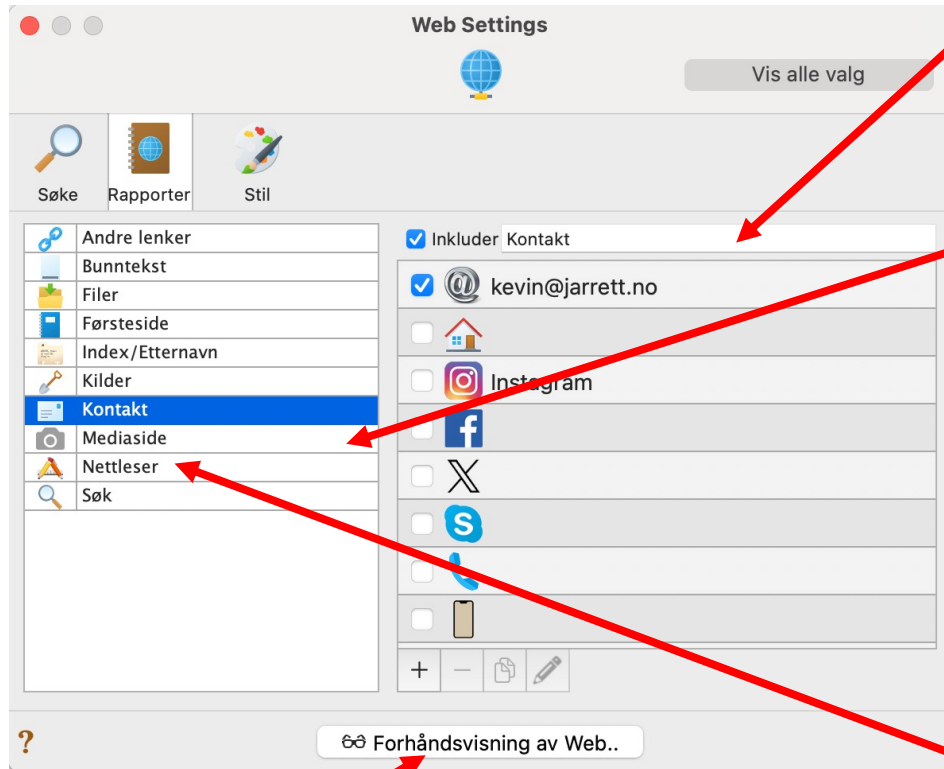 Web Settings
Vis alle valg
Søke
Rapporter
Stil
Andre lenker
Bunntekst
Filer
Førsteside
Index/Etternavn
Kilder
Kontakt
Mediaside
Nettleser
Søk
Inkluder Kontakt
@ kevin@jarrett.no
Instagram
f
X
S
+ −
?
Forhåndsvisning av Web..